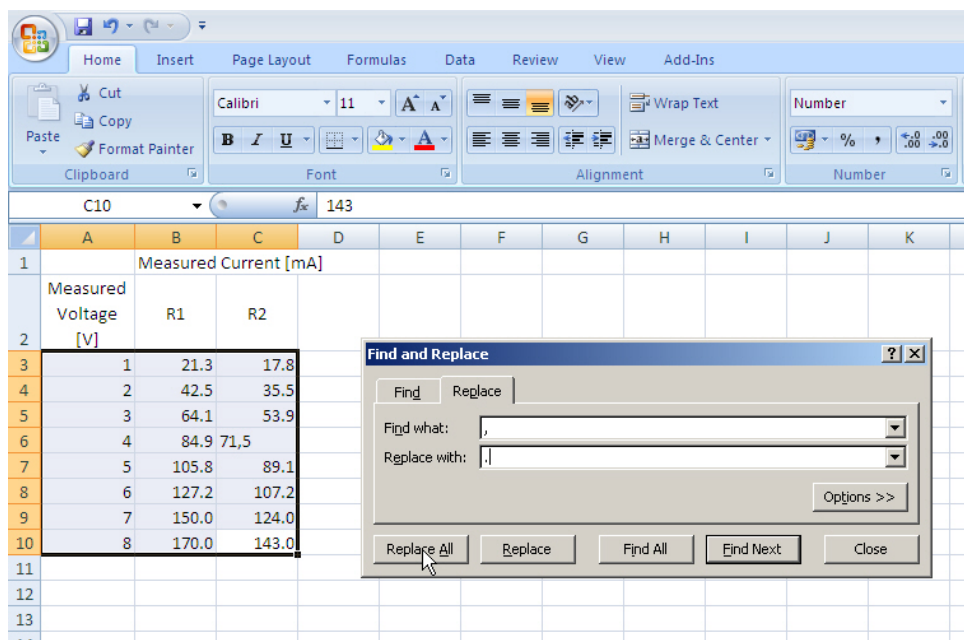 Home Insert Page Layout Formulas Data Review View Add-Ins
Cut
Copy
Format Painter
Paste
Calibri 11 A A
B I U A
Wrap Text
Merge & Center
Number
% , .0 .00 .00 .0
Clipboard Font Alignment Number
C10 fx 143
A B C D E F G H I J K
1 Measured Current [mA]
Measured
Voltage R1 R2
2 [V]
3 1 21.3 17.8
4 2 42.5 35.5
5 3 64.1 53.9
6 4 84.9 71,5
7 5 105.8 89.1
8 6 127.2 107.2
9 7 150.0 124.0
10 8 170.0 143.0
11
12
13
Find and Replace ? X
Find Replace
Find what: ,
Replace with: .
Options >>
Replace All Replace Find All Find Next Close